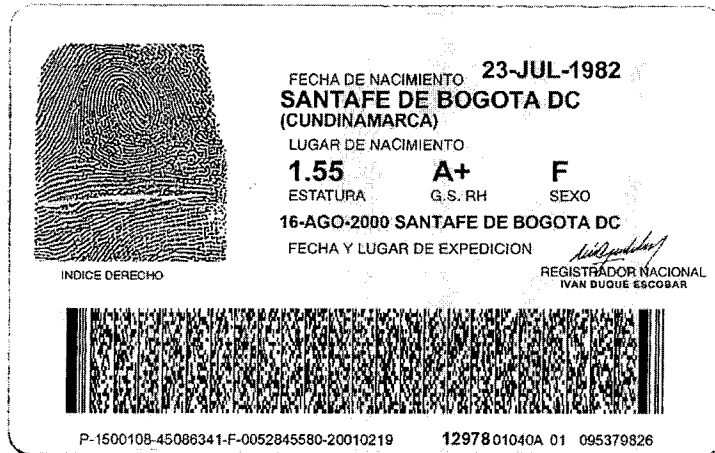 FECHA DE NACIMIENTO 23-JUL-1982
SANTAFE DE BOGOTA DC
(CUNDINAMARCA)
LUGAR DE NACIMIENTO
1.55 A+ F
ESTATURA G.S. RH SEXO
16-AGO-2000 SANTAFE DE BOGOTA DC
FECHA Y LUGAR DE EXPEDICION
REGISTRADOR NACIONAL
IVAN DUQUE ESCOBAR
INDICE DERECHO
P-1500108-45086341-F-0052845580-20010219 12978 01040A 01 095379826